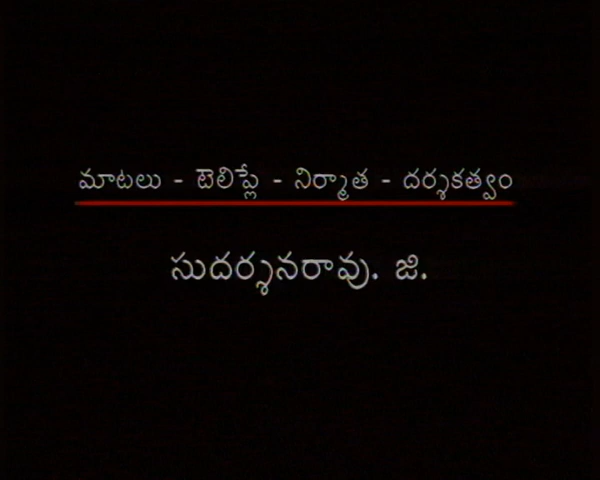 మాటలు - టెలిప్లే - నిర్మాత - దర్శకత్వం
సుదర్శనరావు. జి.